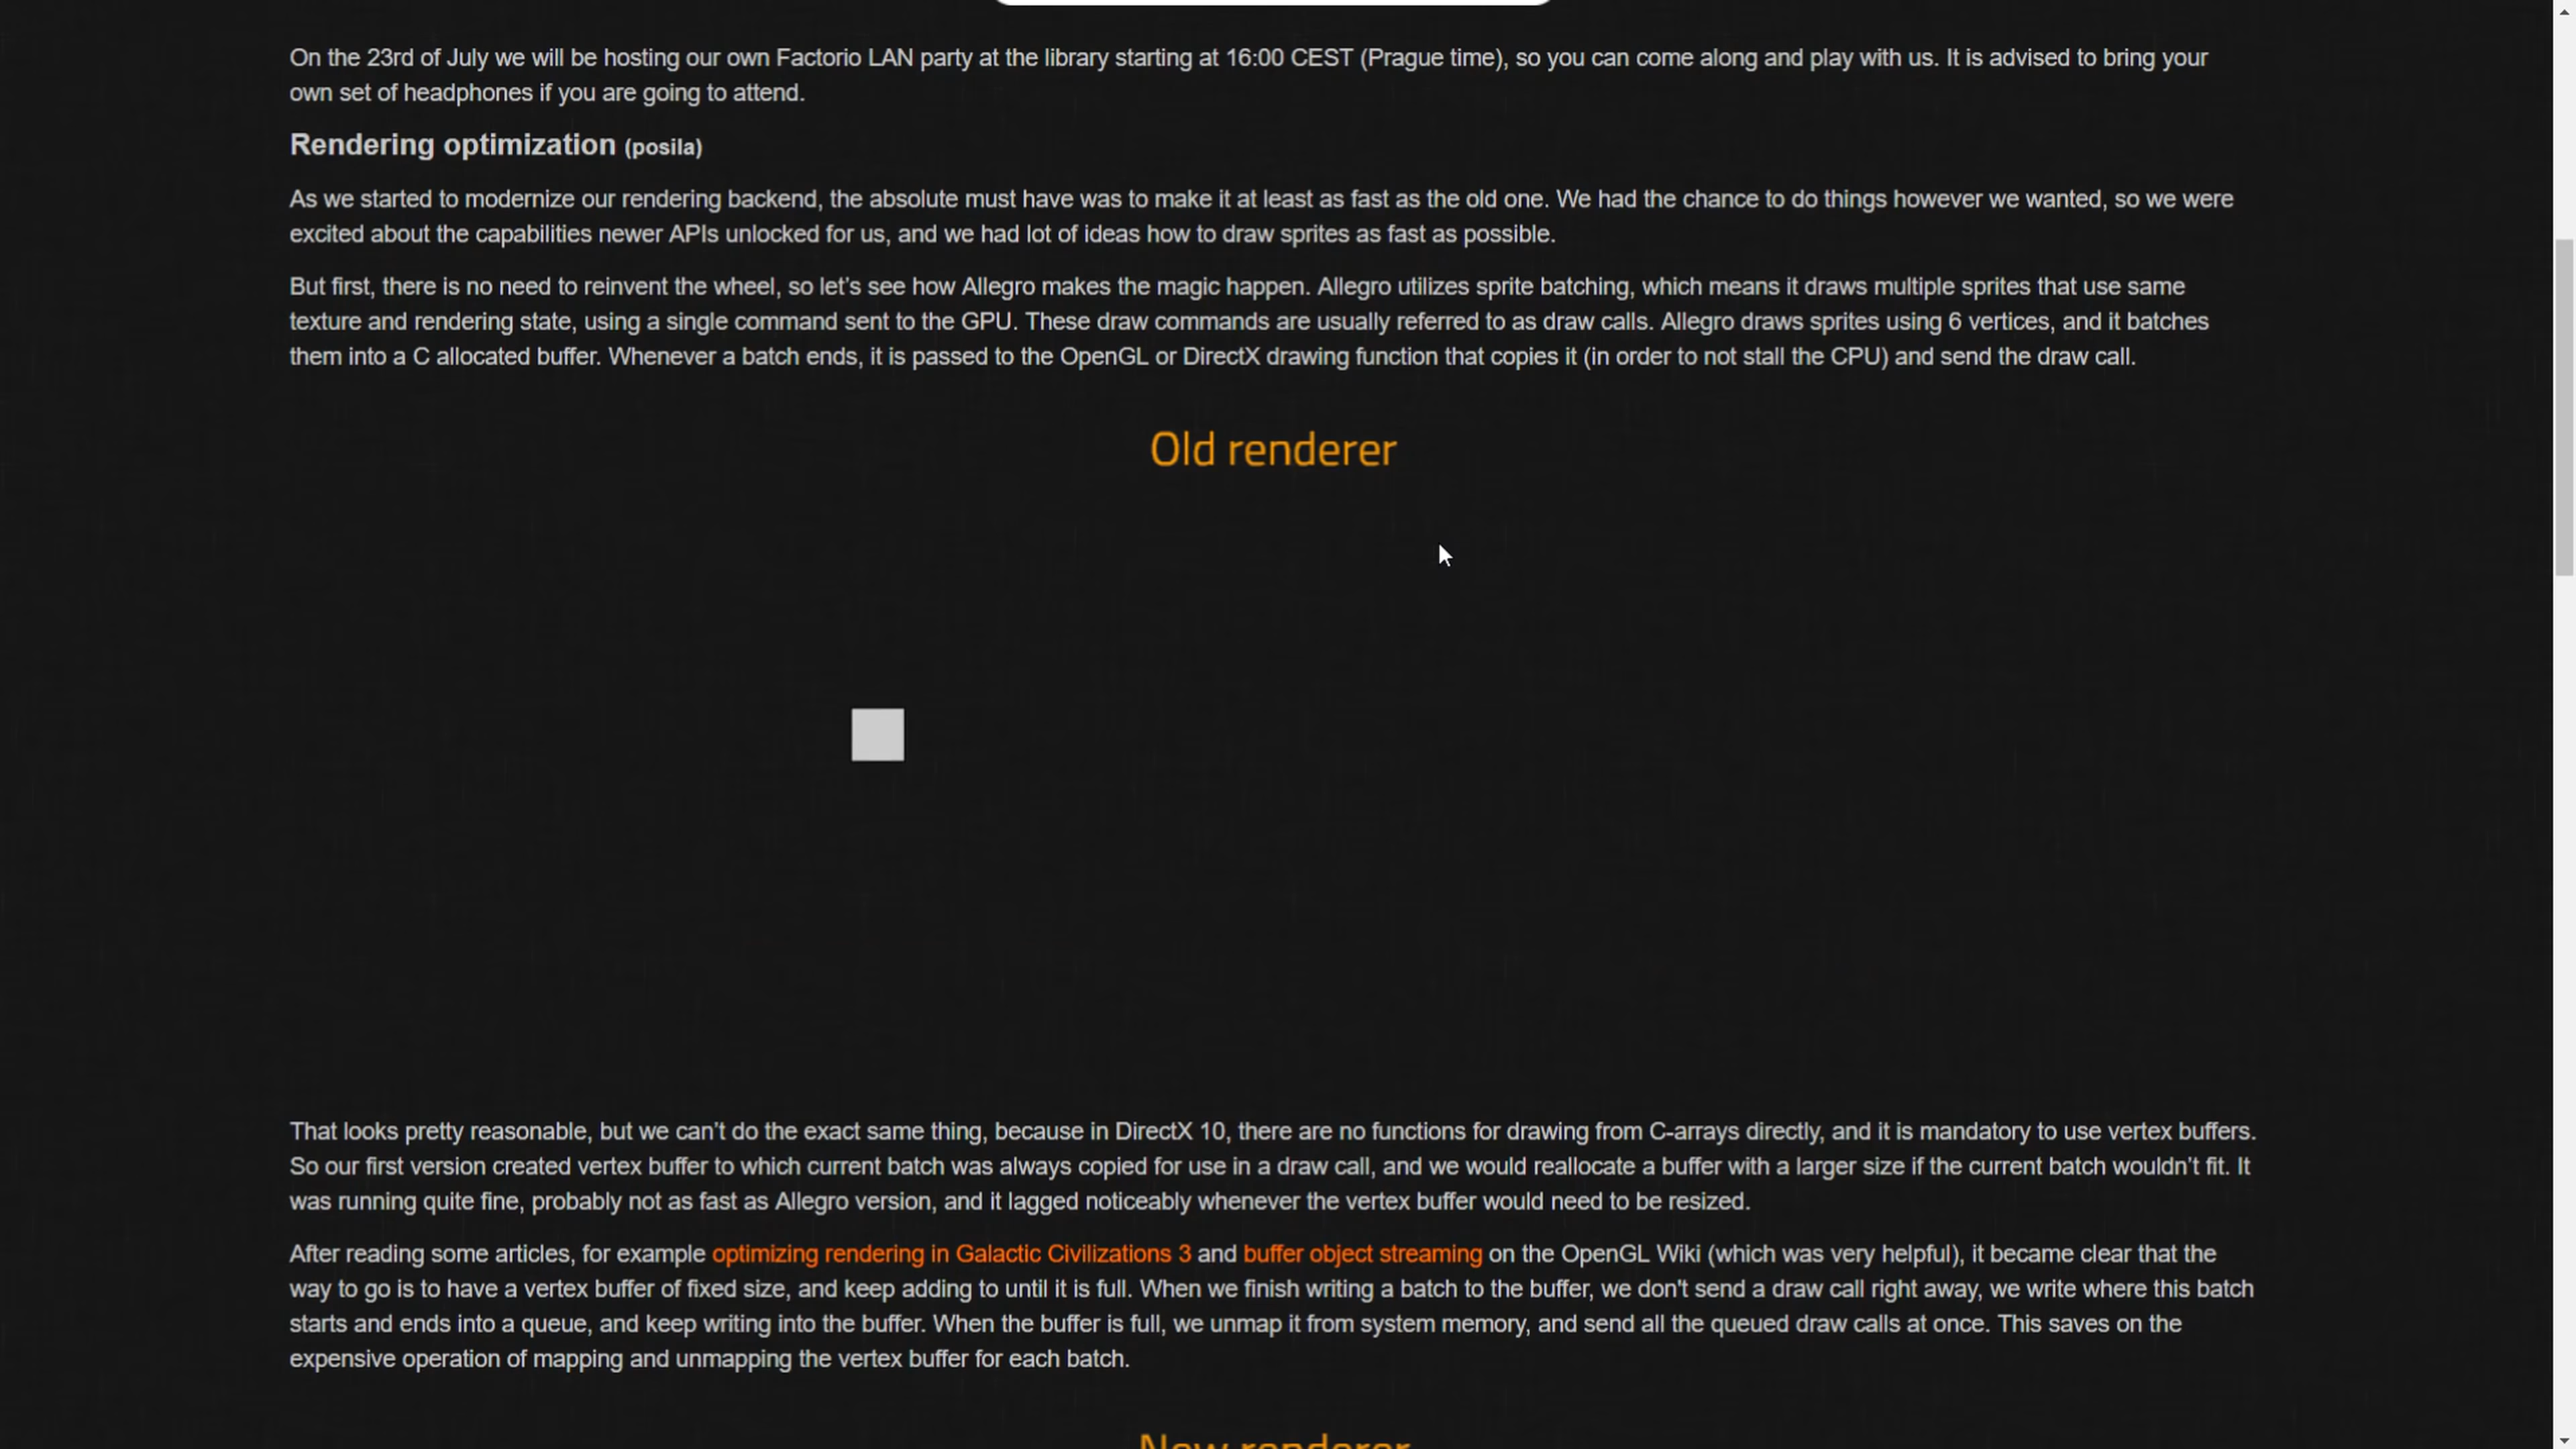 On the 23rd of July we will be hosting our own Factorio LAN party at the library starting at 16:00 CEST (Prague time), so you can come along and play with us. It is advised to bring your
own set of headphones if you are going to attend.
Rendering optimization (posila)
As we started to modernize our rendering backend, the absolute must have was to make it at least as fast as the old one. We had the chance to do things however we wanted, so we were
excited about the capabilities newer APIs unlocked for us, and we had lot of ideas how to draw sprites as fast as possible.
But first, there is no need to reinvent the wheel, so let's see how Allegro makes the magic happen. Allegro utilizes sprite batching, which means it draws multiple sprites that use same
texture and rendering state, using a single command sent to the GPU. These draw commands are usually referred to as draw calls. Allegro draws sprites using 6 vertices, and it batches
them into a C allocated buffer. Whenever a batch ends, it is passed to the OpenGL or DirectX drawing function that copies it (in order to not stall the CPU) and send the draw call.
Old renderer
That looks pretty reasonable, but we can't do the exact same thing, because in DirectX 10, there are no functions for drawing from C-arrays directly, and it is mandatory to use vertex buffers.
So our first version created vertex buffer to which current batch was always copied for use in a draw call, and we would reallocate a buffer with a larger size if the current batch wouldn't fit. It
was running quite fine, probably not as fast as Allegro version, and it lagged noticeably whenever the vertex buffer would need to be resized.
After reading some articles, for example optimizing rendering in Galactic Civilizations 3 and buffer object streaming on the OpenGL Wiki (which was very helpful), it became clear that the
way to go is to have a vertex buffer of fixed size, and keep adding to until it is full. When we finish writing a batch to the buffer, we don't send a draw call right away, we write where this batch
starts and ends into a queue, and keep writing into the buffer. When the buffer is full, we unmap it from system memory, and send all the queued draw calls at once. This saves on the
expensive operation of mapping and unmapping the vertex buffer for each batch.
New renderer